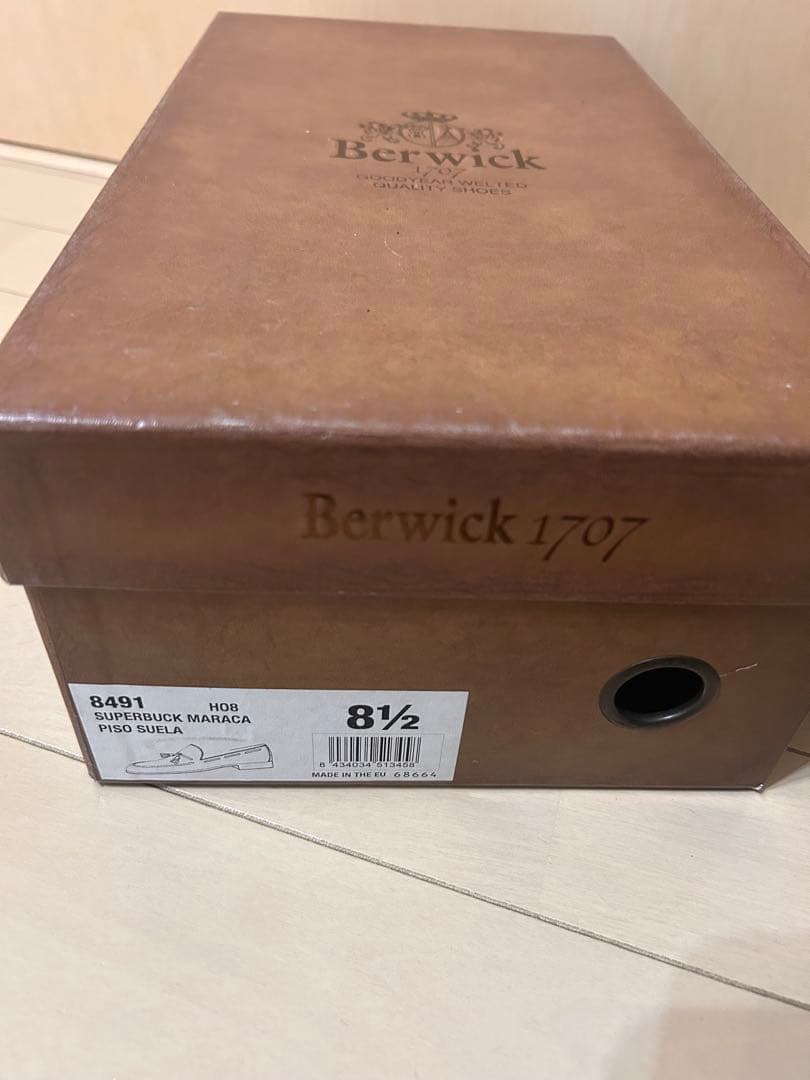 Berwick
1707
GOODYEAR WELTED
QUALITY SHOES
Berwick 1707
8491 H08
SUPERBUCK MARACA
PISO SUELA
8½
8 434034 513458
MADE IN THE EU 68664